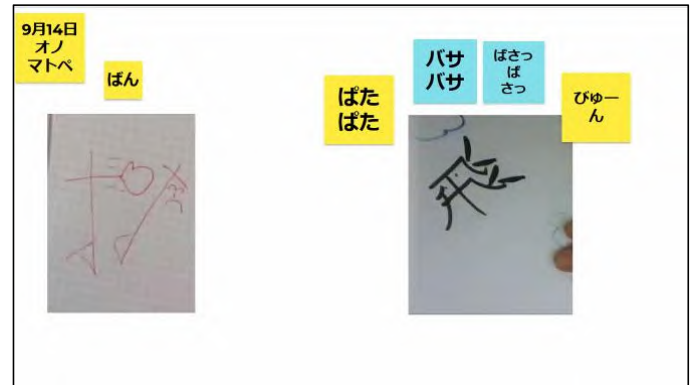 9月14日
オノ
マトペ
ばん
ぱた
ぱた
バサ
バサ
ばさっ
ば
さっ
びゅー
ん
飛